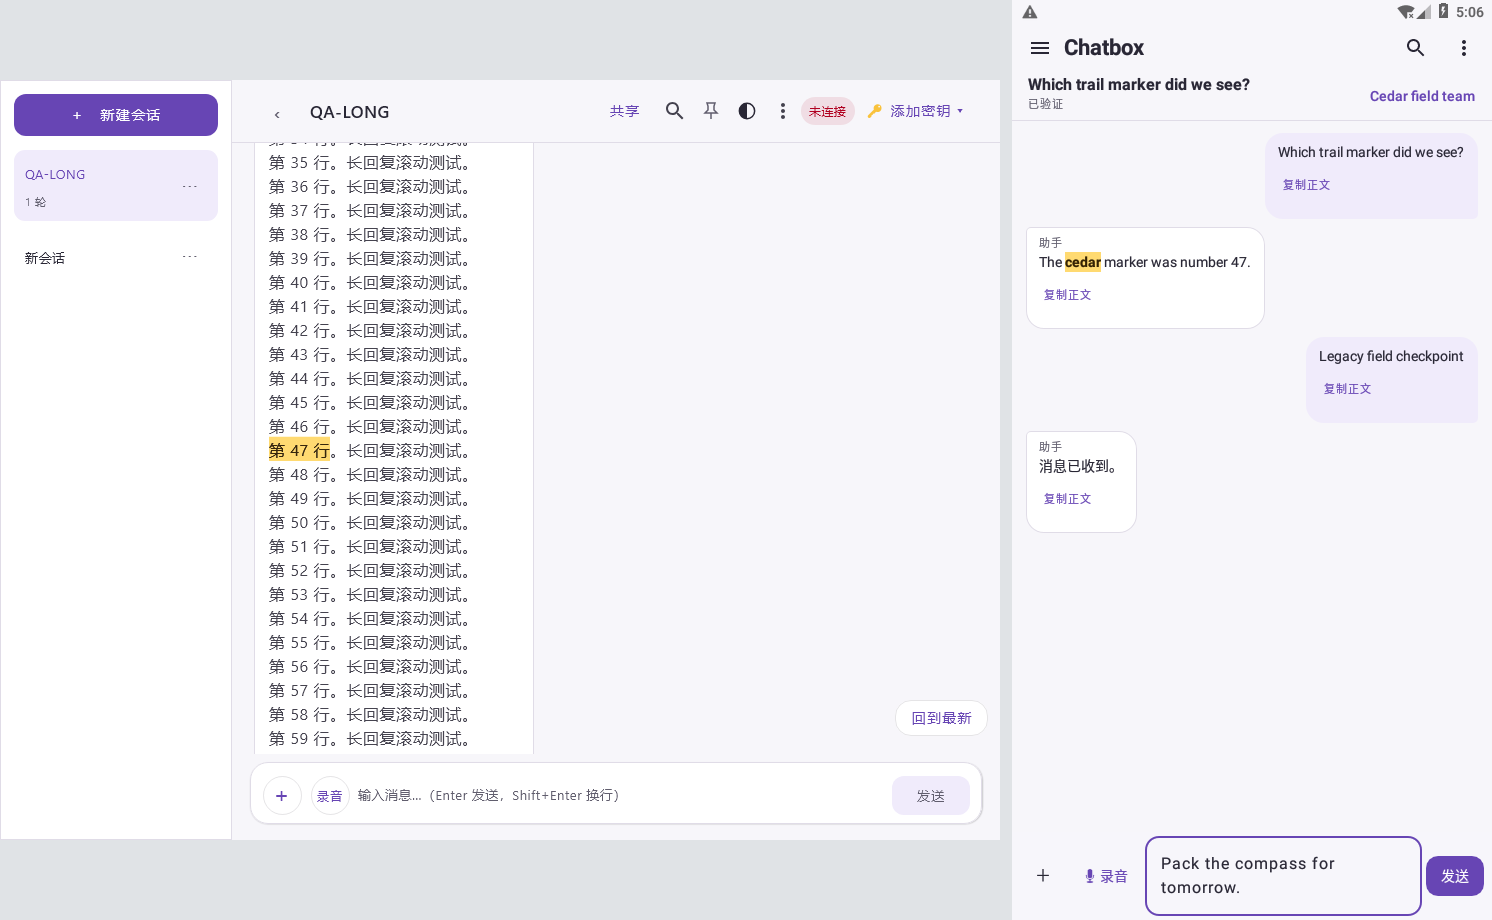 + 新建会话
QA-LONG
1 轮
新会话
QA-LONG
共享
未连接
添加密钥
第 35 行。长回复滚动测试。
第 36 行。长回复滚动测试。
第 37 行。长回复滚动测试。
第 38 行。长回复滚动测试。
第 39 行。长回复滚动测试。
第 40 行。长回复滚动测试。
第 41 行。长回复滚动测试。
第 42 行。长回复滚动测试。
第 43 行。长回复滚动测试。
第 44 行。长回复滚动测试。
第 45 行。长回复滚动测试。
第 46 行。长回复滚动测试。
第 47 行。长回复滚动测试。
第 48 行。长回复滚动测试。
第 49 行。长回复滚动测试。
第 50 行。长回复滚动测试。
第 51 行。长回复滚动测试。
第 52 行。长回复滚动测试。
第 53 行。长回复滚动测试。
第 54 行。长回复滚动测试。
第 55 行。长回复滚动测试。
第 56 行。长回复滚动测试。
第 57 行。长回复滚动测试。
第 58 行。长回复滚动测试。
第 59 行。长回复滚动测试。
回到最新
+ 录音 输入消息...（Enter 发送，Shift+Enter 换行）
发送
5:06
Chatbox
Which trail marker did we see?
已验证
Cedar field team
Which trail marker did we see?
复制正文
助手
The cedar marker was number 47.
复制正文
Legacy field checkpoint
复制正文
助手
消息已收到。
复制正文
+ 录音
Pack the compass for
tomorrow.
发送